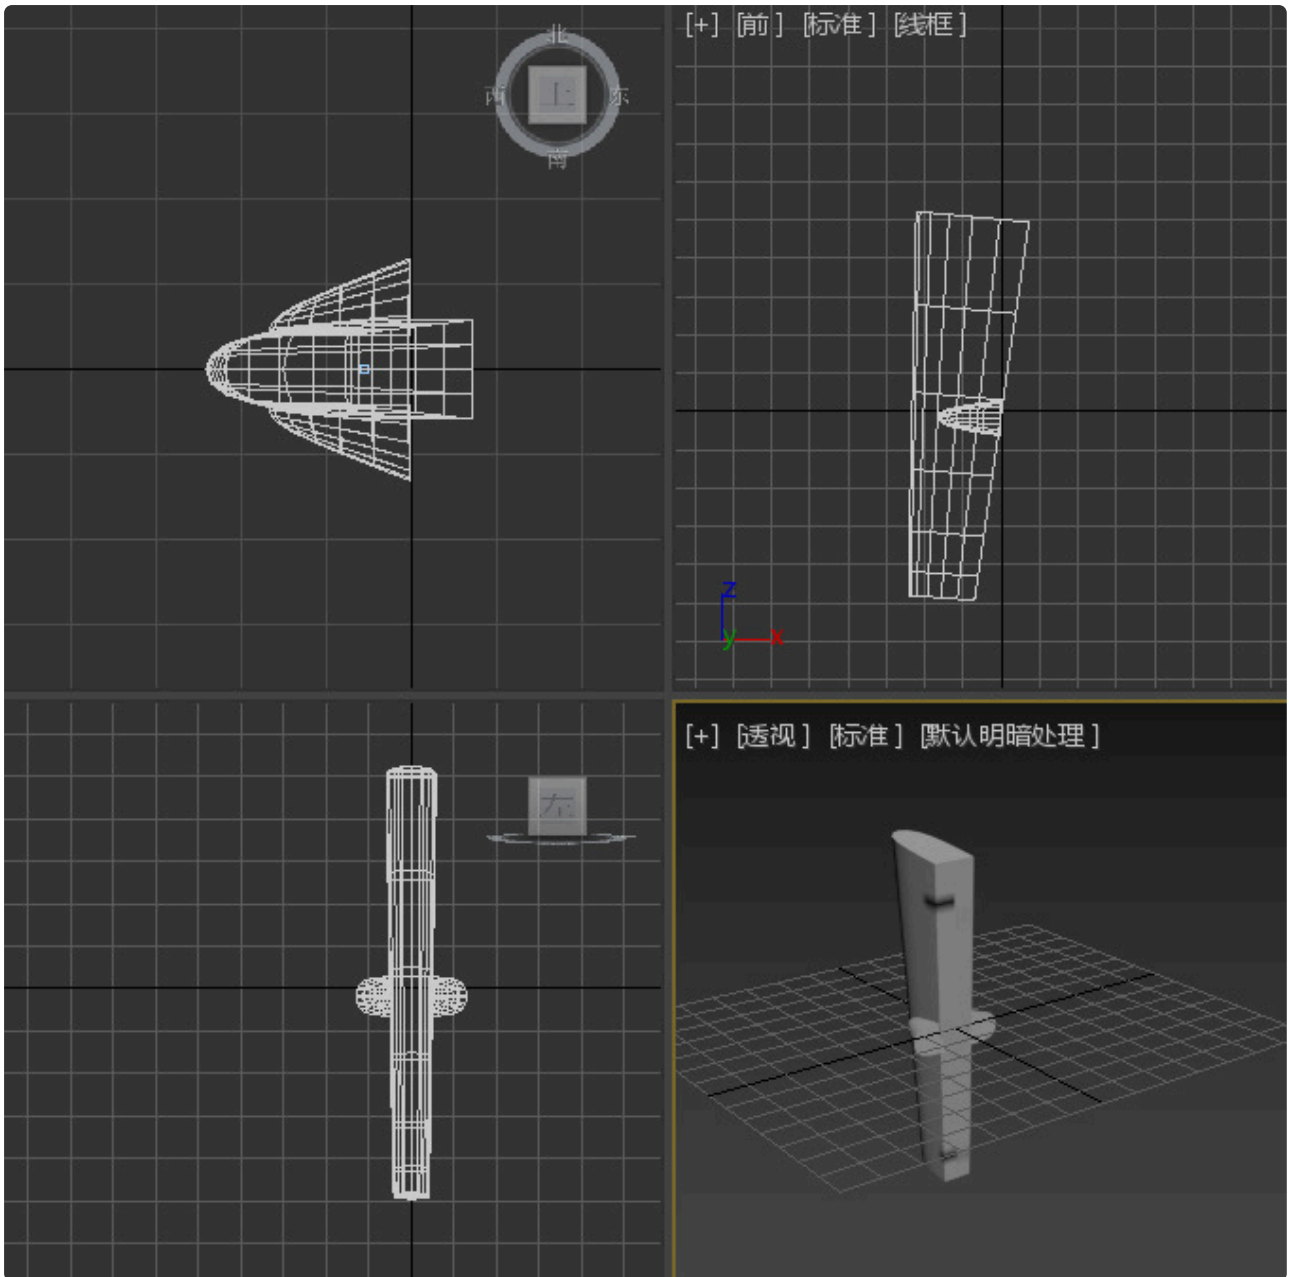 北
西 上 东
南
[+] [前] [标准] [线框]
z
y x
左
[+] [透视] [标准] [默认明暗处理]